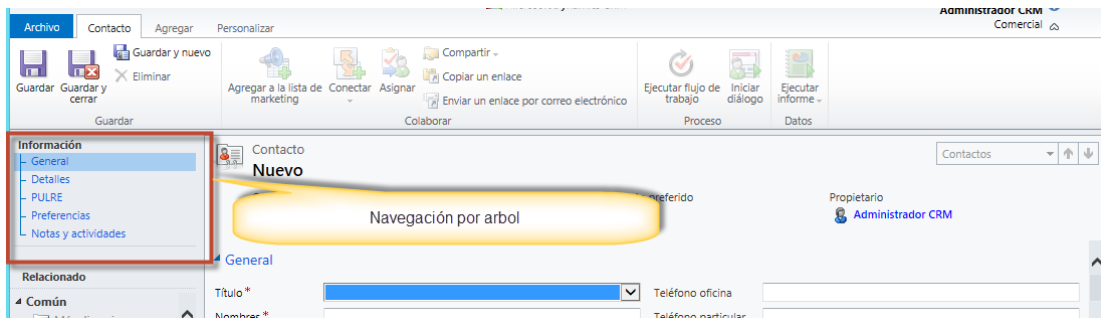 Administrador CRM
Comercial
Archivo Contacto Agregar Personalizar
Guardar
Guardar y cerrar
Guardar y nuevo
Eliminar
Guardar
Agregar a la lista de marketing
Conectar
Asignar
Compartir
Copiar un enlace
Enviar un enlace por correo electrónico
Colaborar
Ejecutar flujo de trabajo
Iniciar diálogo
Proceso
Ejecutar informe
Datos
Información
General
Detalles
PULRE
Preferencias
Notas y actividades
Relacionado
Común
Contacto
Nuevo
Contactos
preferido
Propietario
Administrador CRM
Navegación por arbol
General
Título*
Teléfono oficina
Nombres*
Teléfono particular